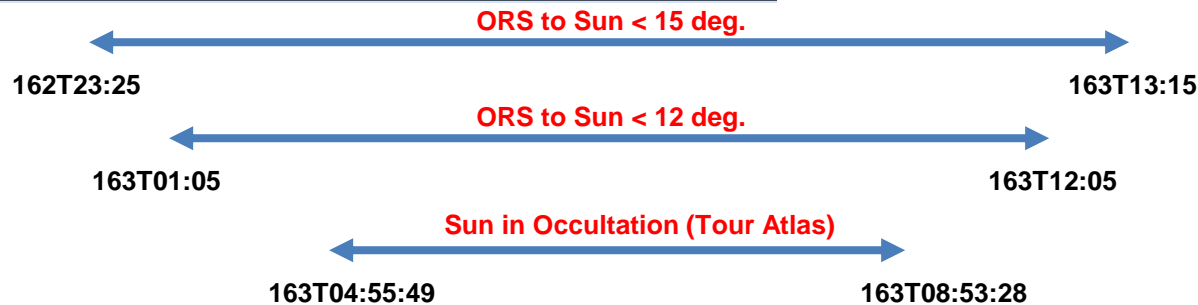 ORS to Sun < 15 deg.
162T23:25 163T13:15
ORS to Sun < 12 deg.
163T01:05 163T12:05
Sun in Occultation (Tour Atlas)
163T04:55:49 163T08:53:28